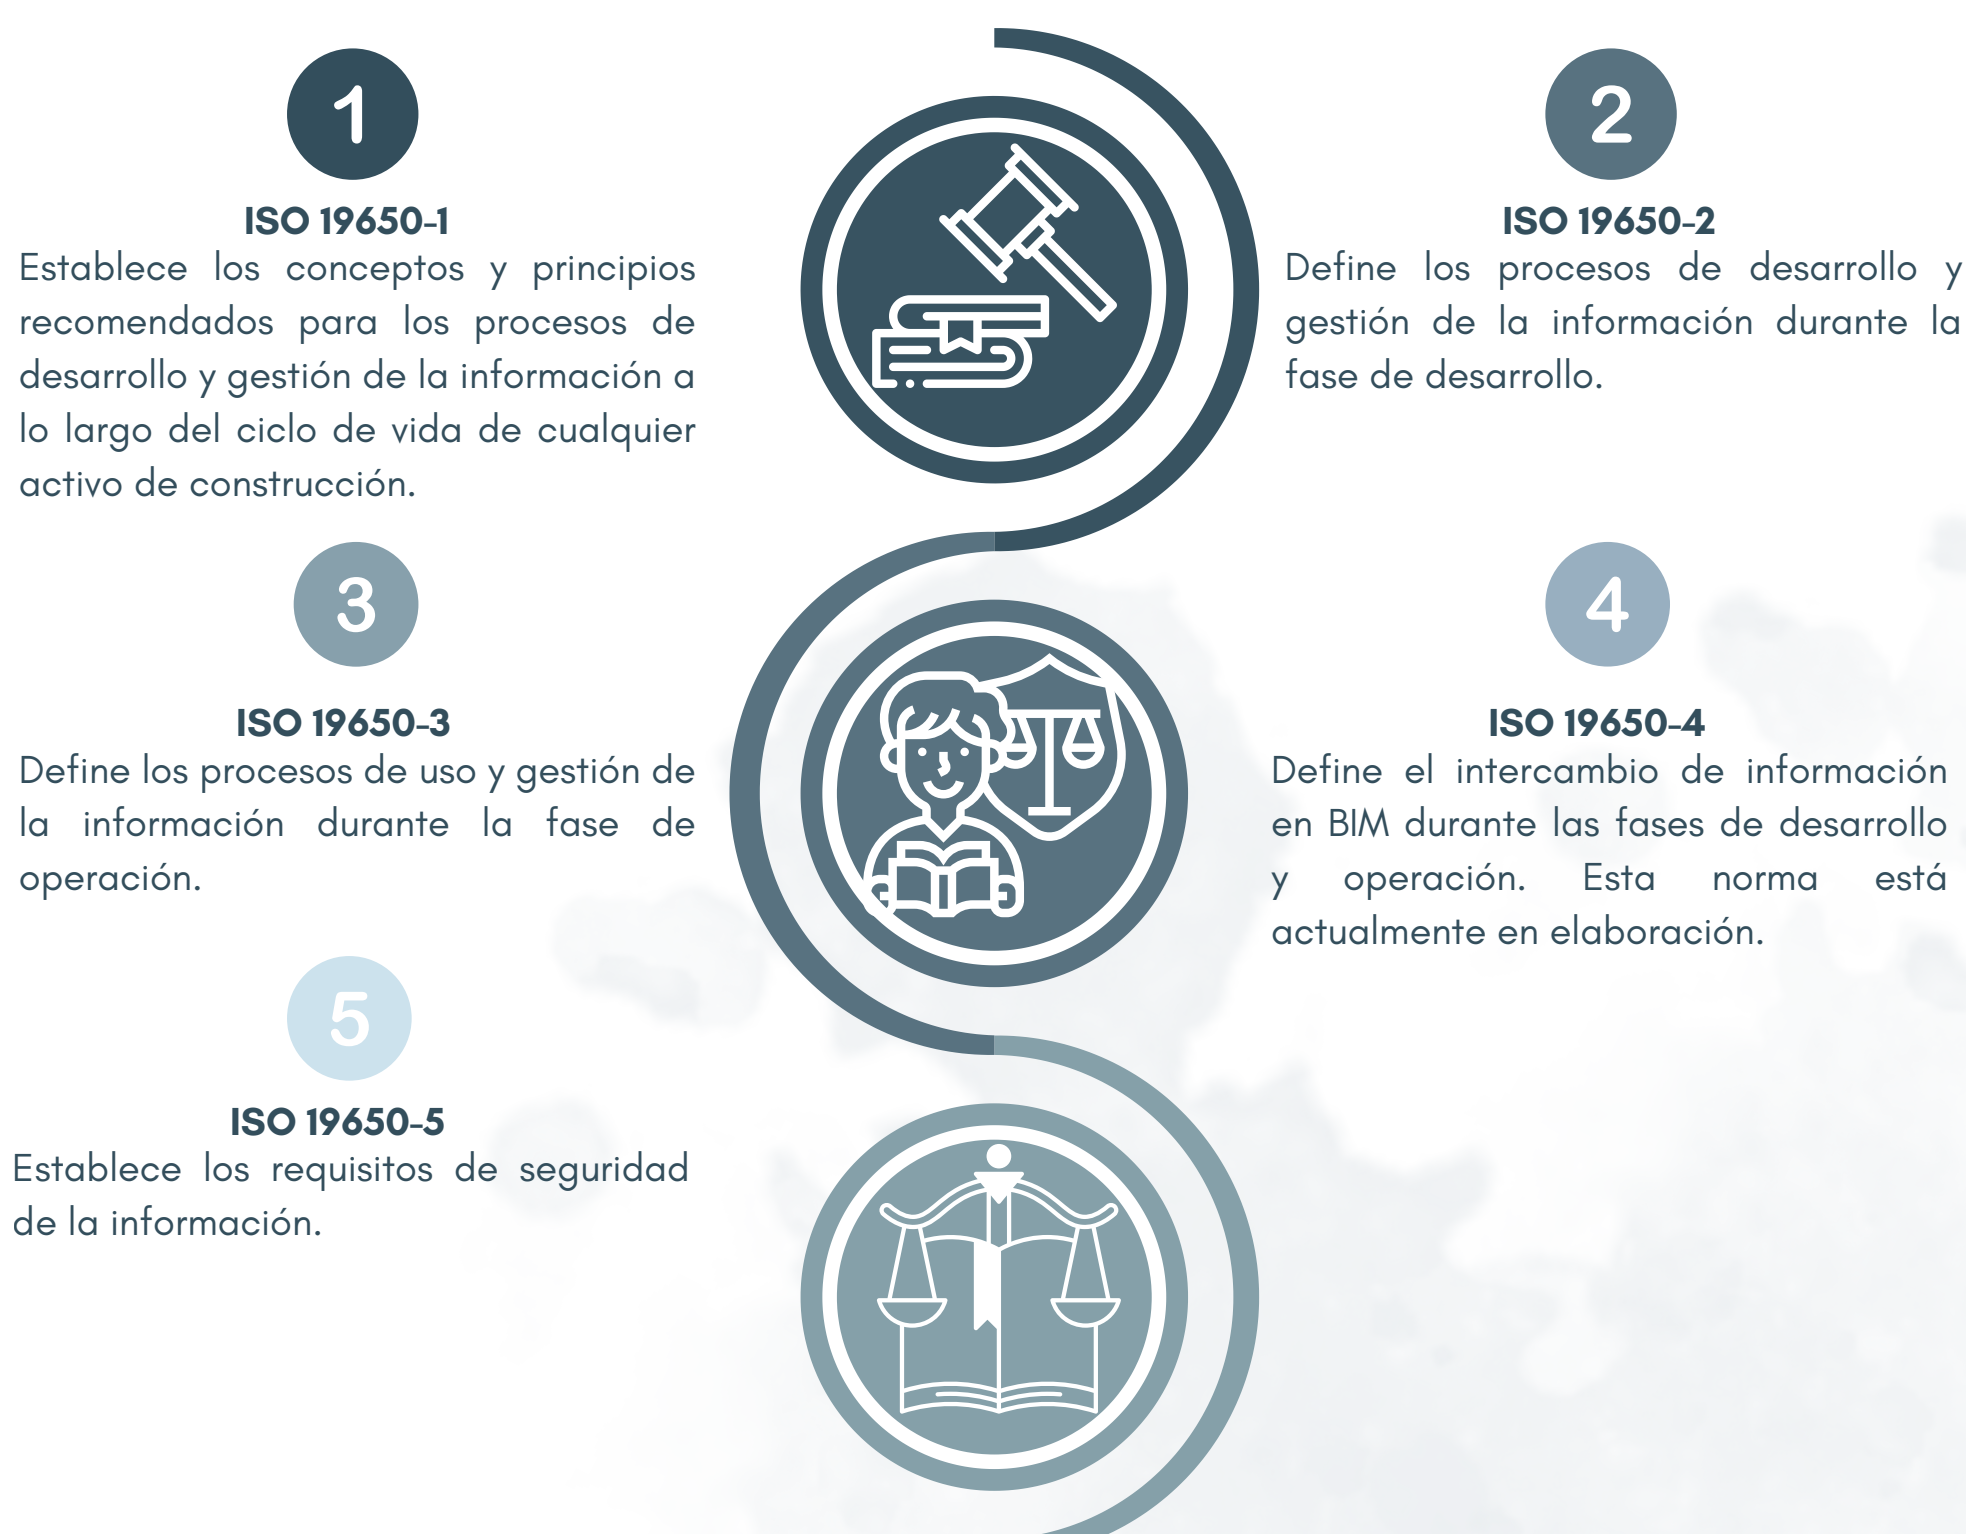 1
ISO 19650-1
Establece los conceptos y principios
recomendados para los procesos de
desarrollo y gestión de la información a
lo largo del ciclo de vida de cualquier
activo de construcción.
2
ISO 19650-2
Define los procesos de desarrollo y
gestión de la información durante la
fase de desarrollo.
3
ISO 19650-3
Define los procesos de uso y gestión de
la información durante la fase de
operación.
4
ISO 19650-4
Define el intercambio de información
en BIM durante las fases de desarrollo
y operación. Esta norma está
actualmente en elaboración.
5
ISO 19650-5
Establece los requisitos de seguridad
de la información.